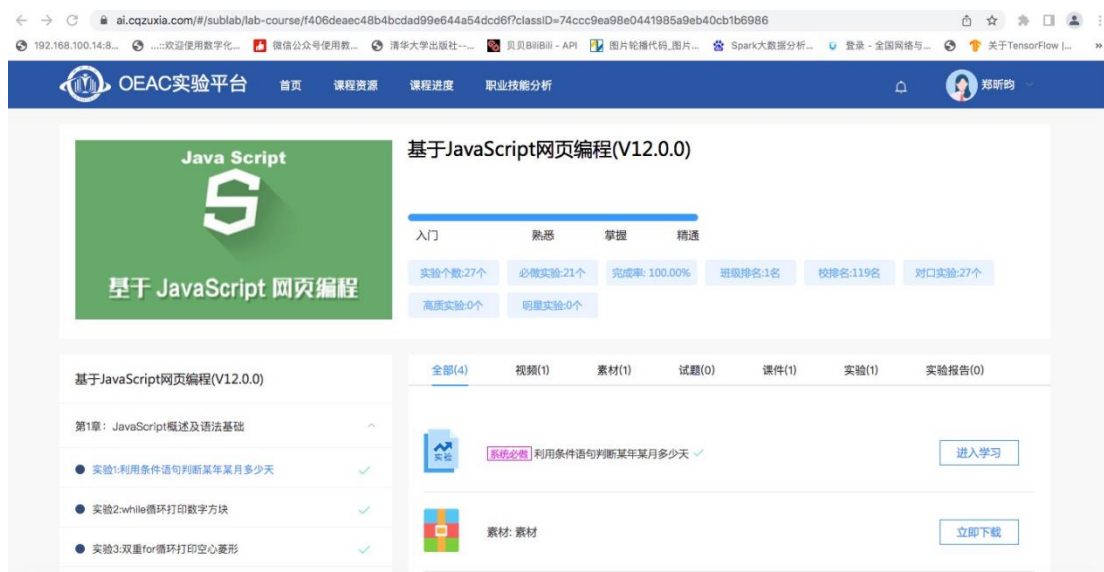 ai.cqzuxia.com/#/sublab/lab-course/f406deaec48b4bcdad99e644a54dcd6f?classID=74ccc9ea98e0441985a9eb40cb1b6986
192.168.100.14:8... ...::欢迎使用数字化... 微信公众号使用教... 清华大学出版社--... 贝贝BiliBili - API 图片轮播代码_图片... Spark大数据分析... 登录 - 全国网络与... 关于TensorFlow |... »
OEAC实验平台 首页 课程资源 课程进度 职业技能分析 郑昕昀
Java Script
基于 JavaScript 网页编程
基于JavaScript网页编程(V12.0.0)
入门 熟悉 掌握 精通
实验个数:27个 必做实验:21个 完成率: 100.00% 班级排名:1名 校排名:119名 对口实验:27个
高质实验:0个 明星实验:0个
基于JavaScript网页编程(V12.0.0)
第1章：JavaScript概述及语法基础
实验1:利用条件语句判断某年某月多少天
实验2:while循环打印数字方块
实验3:双重for循环打印空心菱形
全部(4) 视频(1) 素材(1) 试题(0) 课件(1) 实验(1) 实验报告(0)
实验
系统必做 利用条件语句判断某年某月多少天
进入学习
素材: 素材
立即下载